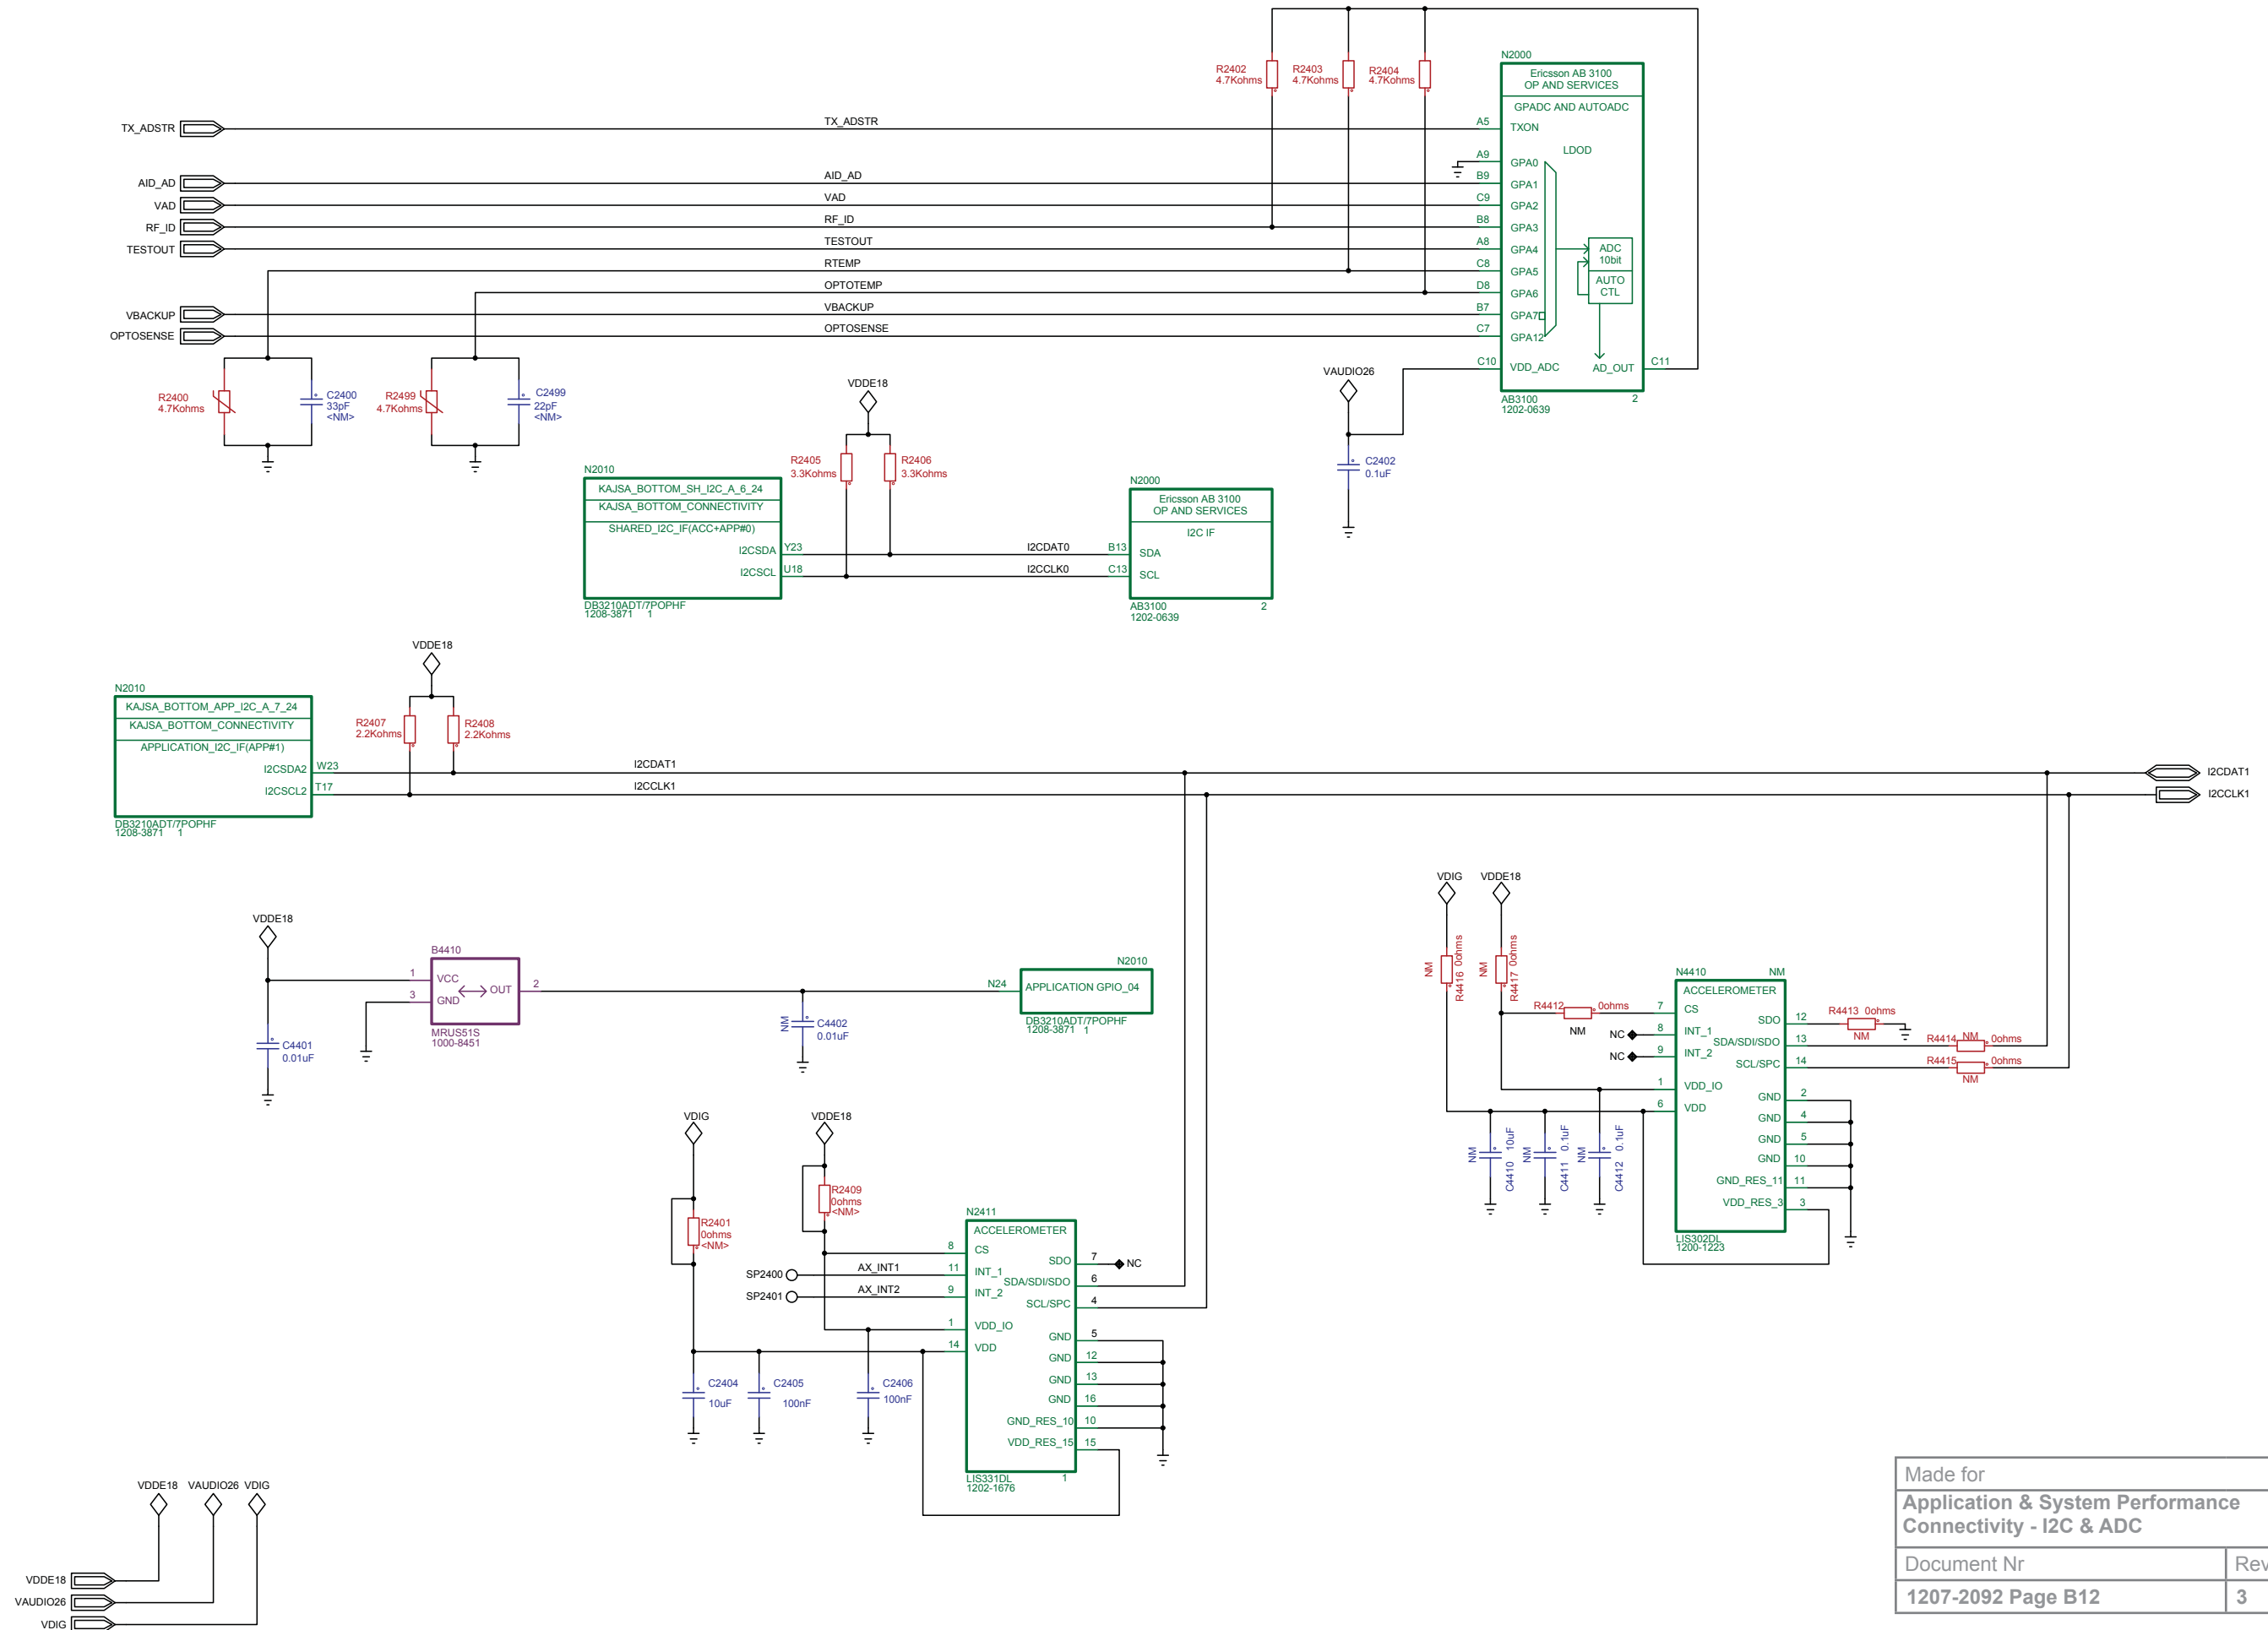 N2000
Ericsson AB 3100
OP AND SERVICES
GPADC AND AUTOADC
R2402
4.7Kohms
R2403
4.7Kohms
R2404
4.7Kohms
TX_ADSTR
TX_ADSTR
A5
TXON
LDOD
A9
GPA0
AID_AD
AID_AD
B9
GPA1
VAD
VAD
C9
GPA2
RF_ID
RF_ID
B8
GPA3
TESTOUT
TESTOUT
A8
GPA4
ADC
10bit
RTEMP
C8
GPA5
AUTO
CTL
OPTOTEMP
D8
GPA6
VBACKUP
VBACKUP
B7
GPA7
OPTOSENSE
OPTOSENSE
C7
GPA12
C10
VDD_ADC
AD_OUT
C11
AB3100
2
1202-0639
R2400
4.7Kohms
C2400
33pF
<NM>
R2499
4.7Kohms
C2499
22pF
<NM>
VAUDIO26
C2402
0.1uF
VDDE18
R2405
3.3Kohms
R2406
3.3Kohms
N2010
KAJSA_BOTTOM_SH_I2C_A_6_24
KAJSA_BOTTOM_CONNECTIVITY
SHARED_I2C_IF(ACC+APP#0)
I2CSDA
Y23
I2CSCL
U18
DB3210ADT/7POPHF
1208-3871 1
I2CDAT0
I2CCLK0
N2000
Ericsson AB 3100
OP AND SERVICES
I2C IF
B13
SDA
C13
SCL
AB3100
2
1202-0639
VDDE18
N2010
KAJSA_BOTTOM_APP_I2C_A_7_24
KAJSA_BOTTOM_CONNECTIVITY
APPLICATION_I2C_IF(APP#1)
I2CSDA2
W23
I2CSCL2
T17
DB3210ADT/7POPHF
1208-3871 1
R2407
2.2Kohms
R2408
2.2Kohms
I2CDAT1
I2CCLK1
I2CDAT1
I2CCLK1
VDDE18
C4401
0.01uF
B4410
1
VCC
3
GND
OUT
2
MRUS51S
1000-8451
NM
C4402
0.01uF
N2010
N24
APPLICATION GPIO_04
DB3210ADT/7POPHF
1208-3871 1
VDIG
VDDE18
NM
R4416 0ohms
NM
R4417 0ohms
R4412
0ohms
NM
NC
NC
N4410
NM
ACCELEROMETER
7
CS
8
INT_1
9
INT_2
1
VDD_IO
6
VDD
SDO
12
SDA/SDI/SDO
13
SCL/SPC
14
GND
2
GND
4
GND
5
GND
10
GND_RES_11
11
VDD_RES_3
3
LIS302DL
1200-1223
R4413 0ohms
NM
R4414
NM
0ohms
R4415
0ohms
NM
NM
C4410 10uF
NM
C4411 0.1uF
NM
C4412 0.1uF
VDIG
VDDE18
R2401
0ohms
<NM>
R2409
0ohms
<NM>
SP2400
AX_INT1
SP2401
AX_INT2
N2411
ACCELEROMETER
8
CS
11
INT_1
9
INT_2
1
VDD_IO
14
VDD
SDO
7
NC
SDA/SDI/SDO
6
SCL/SPC
4
GND
5
GND
12
GND
13
GND
16
GND_RES_10
10
VDD_RES_15
15
LIS331DL
1
1202-1676
C2404
10uF
C2405
100nF
C2406
100nF
VDDE18
VAUDIO26
VDIG
VDDE18
VAUDIO26
VDIG
Made for
Application & System Performance
Connectivity - I2C & ADC
Document Nr
Rev
1207-2092 Page B12
3